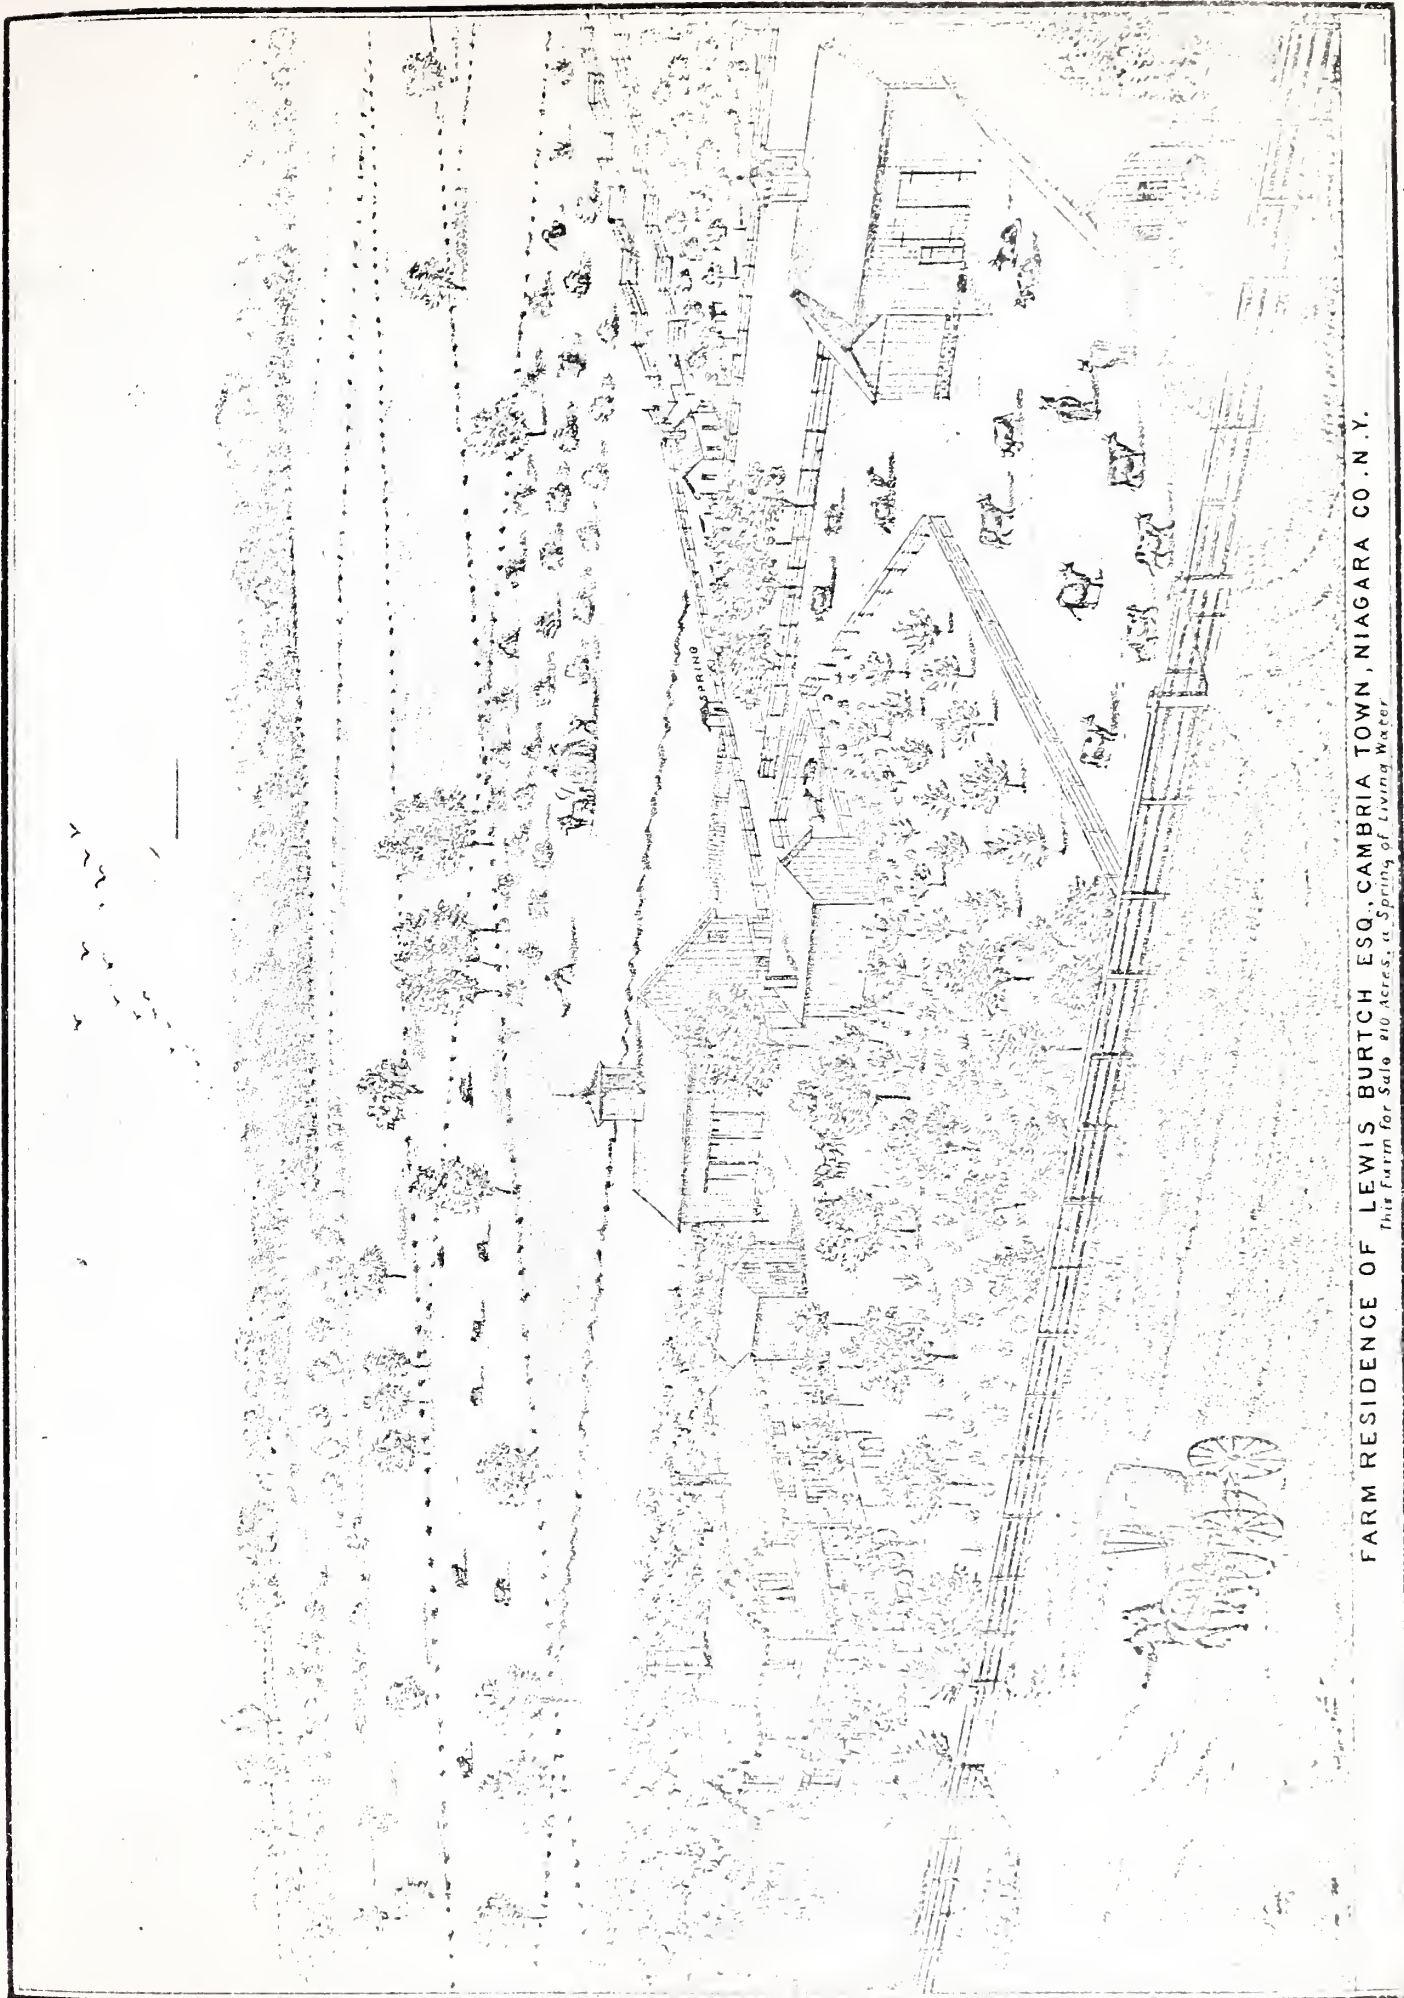 SPRING
FARM RESIDENCE OF LEWIS BURTCH ESQ., CAMBRIA TOWN, NIAGARA CO. N.Y.
This Farm for Sale Acres, a Spring of Living Water